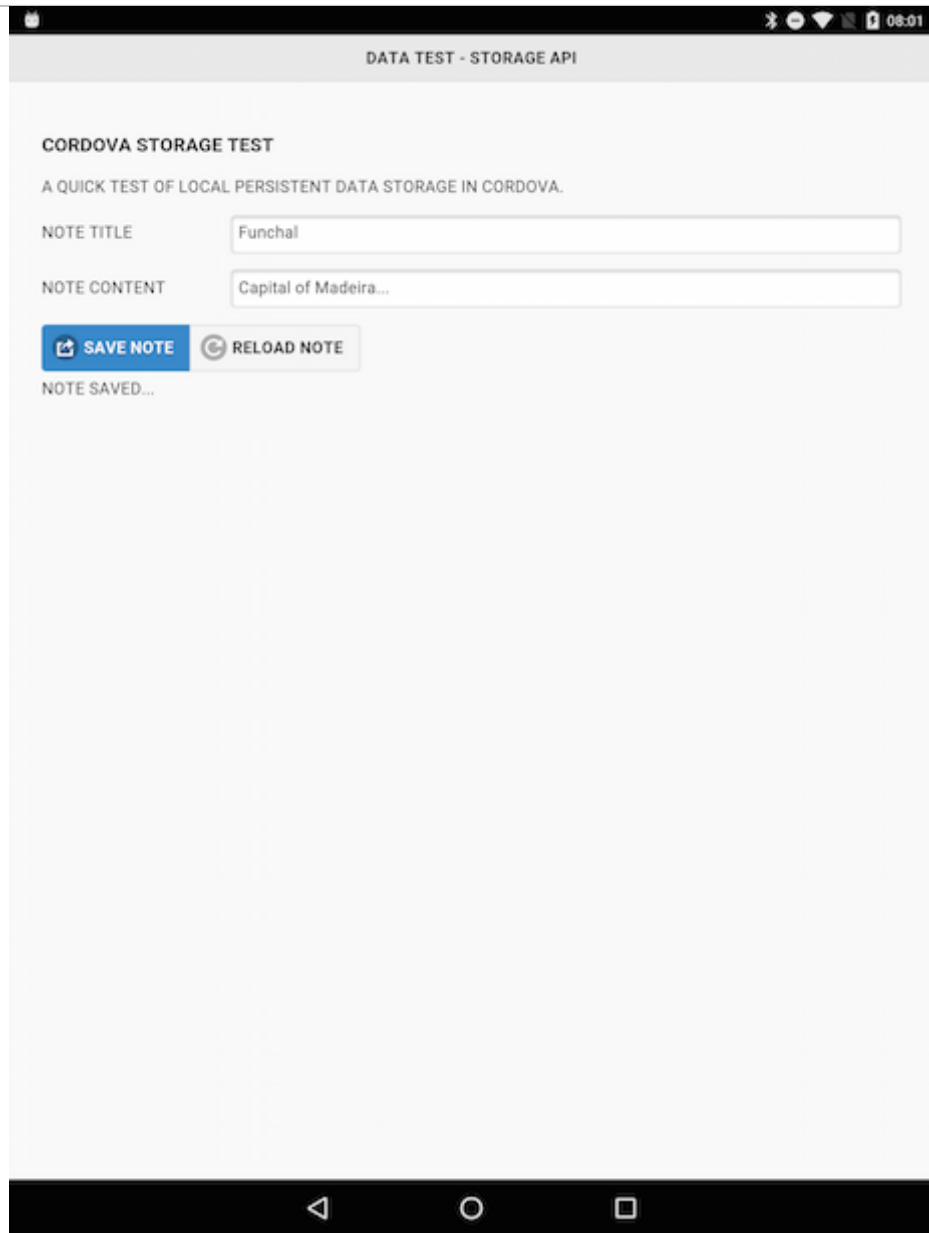 08:01
DATA TEST - STORAGE API
CORDOVA STORAGE TEST
A QUICK TEST OF LOCAL PERSISTENT DATA STORAGE IN CORDOVA.
NOTE TITLE Funchal
NOTE CONTENT Capital of Madeira...
SAVE NOTE RELOAD NOTE
NOTE SAVED...